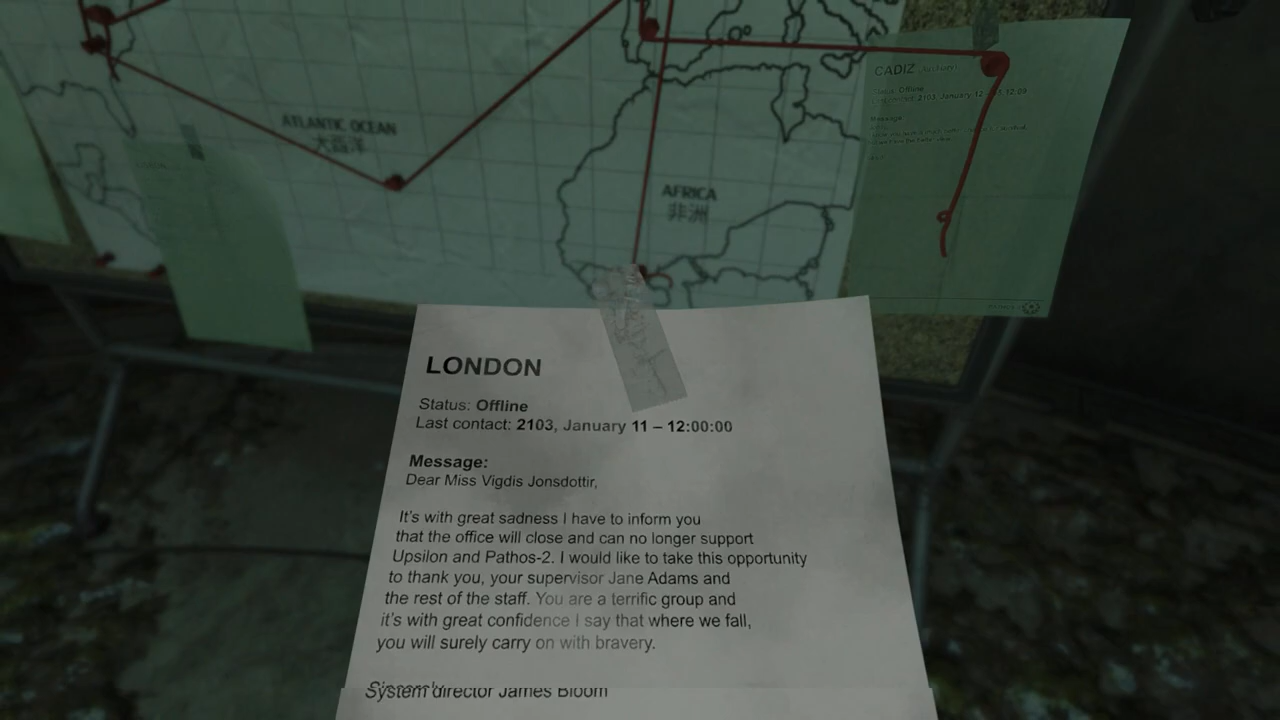 ATLANTIC OCEAN
大西洋
AFRICA
非洲
CADIZ
Status: Offline
Message:
LONDON
Status: Offline
Last contact: 2103, January 11 – 12:00:00
Message:
Dear Miss Vigdis Jonsdottir,
It's with great sadness I have to inform you
that the office will close and can no longer support
Upsilon and Pathos-2. I would like to take this opportunity
to thank you, your supervisor Jane Adams and
the rest of the staff. You are a terrific group and
it's with great confidence I say that where we fall,
you will surely carry on with bravery.
System director James Bloom